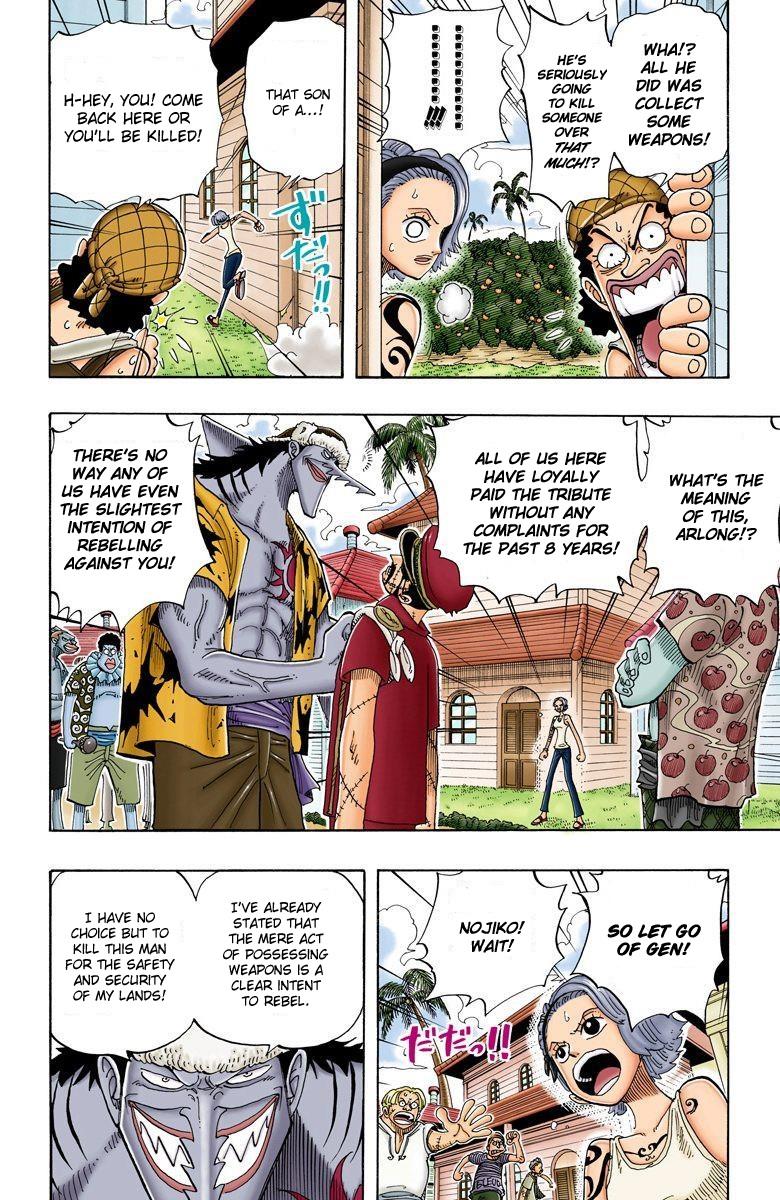 WHA!?
ALL HE
DID WAS
COLLECT
SOME
WEAPONS!
HE'S
SERIOUSLY
GOING
TO KILL
SOMEONE
OVER
THAT
MUCH!?
!!!
THAT SON
OF A...!
H-HEY, YOU! COME
BACK HERE OR
YOU'LL BE KILLED!
ずだっ!!
WHAT'S THE
MEANING
OF THIS,
ARLONG!?
ALL OF US HERE
HAVE LOYALLY
PAID THE TRIBUTE
WITHOUT ANY
COMPLAINTS FOR
THE PAST 8 YEARS!
THERE'S NO
WAY ANY OF
US HAVE EVEN
THE SLIGHTEST
INTENTION OF
REBELLING
AGAINST YOU!
SO LET GO
OF GEN!
NOJIKO!
WAIT!
だだっ!!
I'VE ALREADY
STATED THAT
THE MERE ACT
OF POSSESSING
WEAPONS IS A
CLEAR INTENT
TO REBEL.
I HAVE NO
CHOICE BUT TO
KILL THIS MAN
FOR THE SAFETY
AND SECURITY
OF MY LANDS!